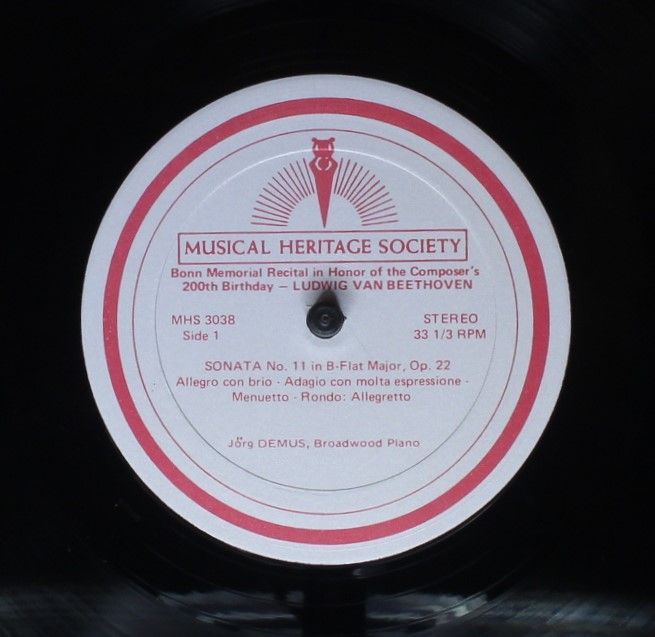 MUSICAL HERITAGE SOCIETY
Bonn Memorial Recital in Honor of the Composer's
200th Birthday — LUDWIG VAN BEETHOVEN
MHS 3038 STEREO
Side 1 33 1/3 RPM
SONATA No. 11 in B-Flat Major, Op. 22
Allegro con brio · Adagio con molta espressione ·
Menuetto · Rondo: Allegretto
Jörg DEMUS, Broadwood Piano